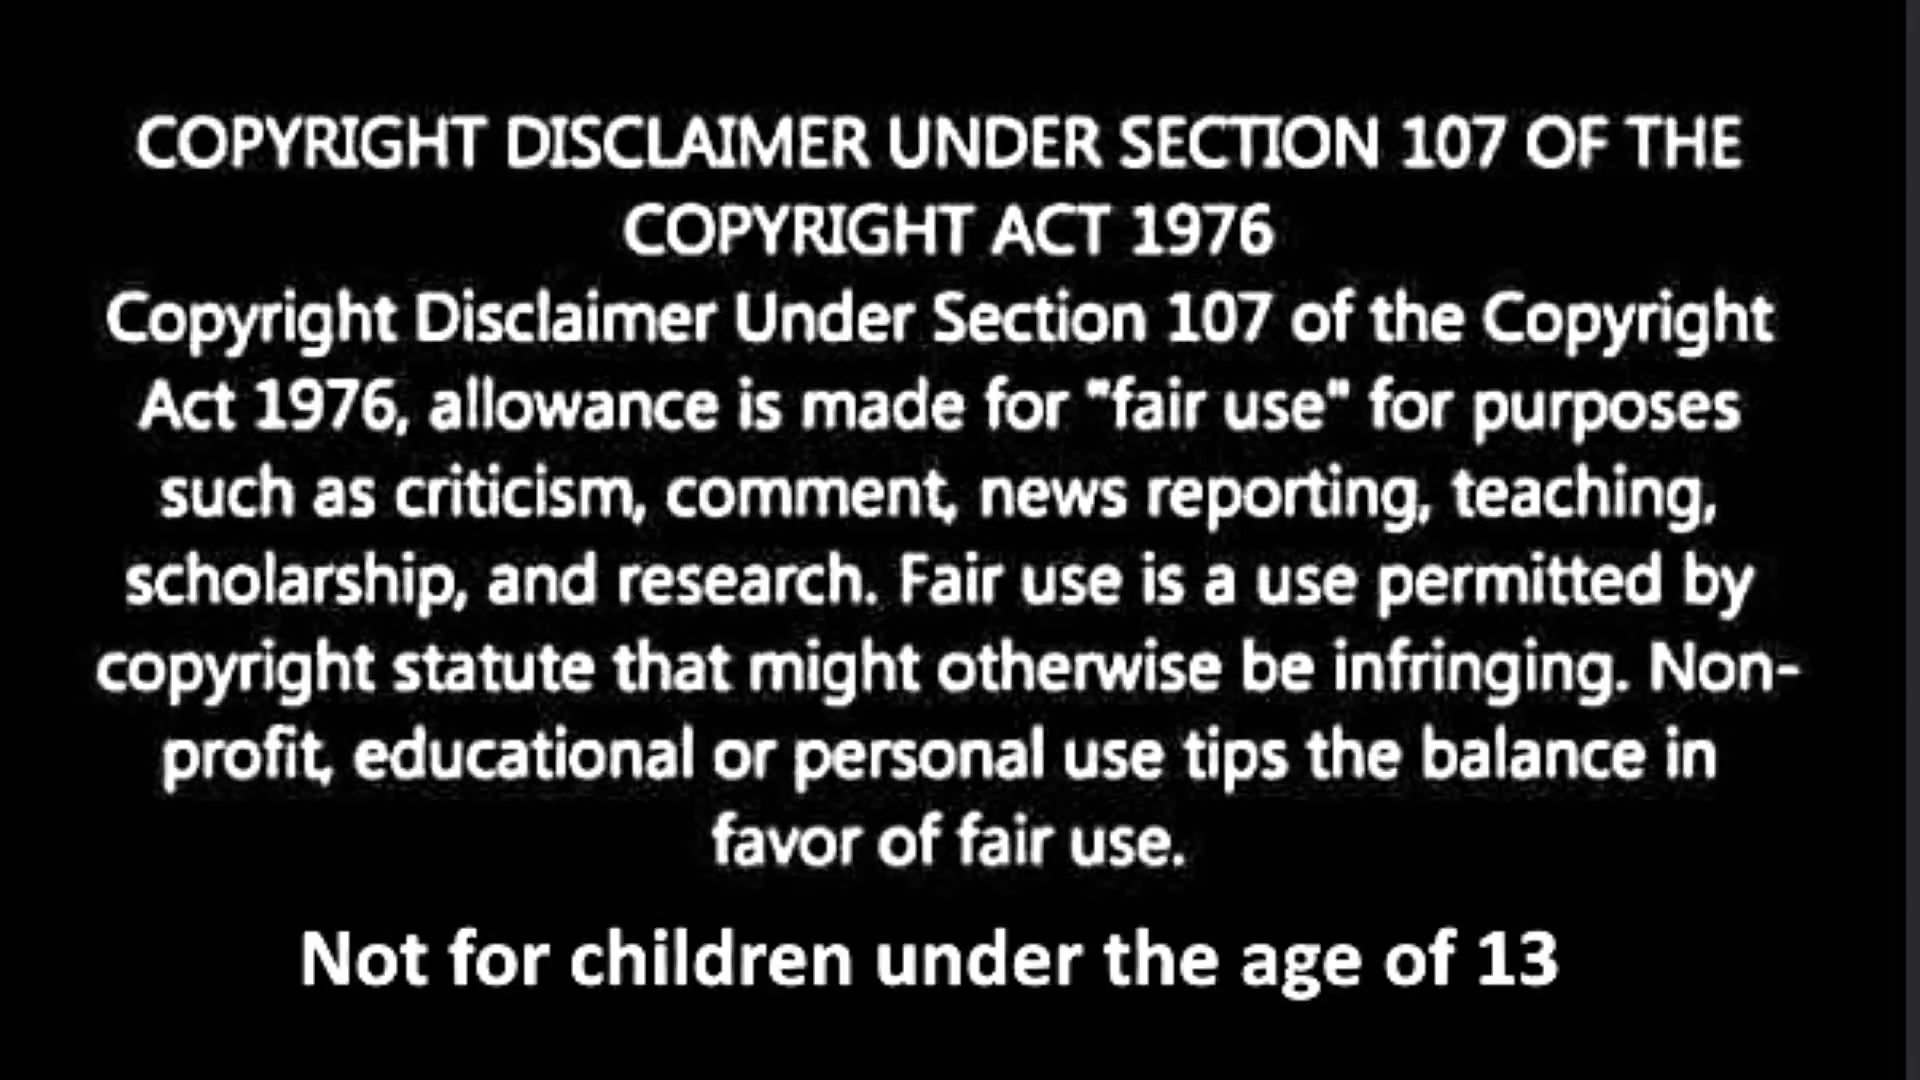 COPYRIGHT DISCLAIMER UNDER SECTION 107 OF THE
COPYRIGHT ACT 1976
Copyright Disclaimer Under Section 107 of the Copyright
Act 1976, allowance is made for "fair use" for purposes
such as criticism, comment, news reporting, teaching,
scholarship, and research. Fair use is a use permitted by
copyright statute that might otherwise be infringing. Non-
profit, educational or personal use tips the balance in
favor of fair use.
Not for children under the age of 13